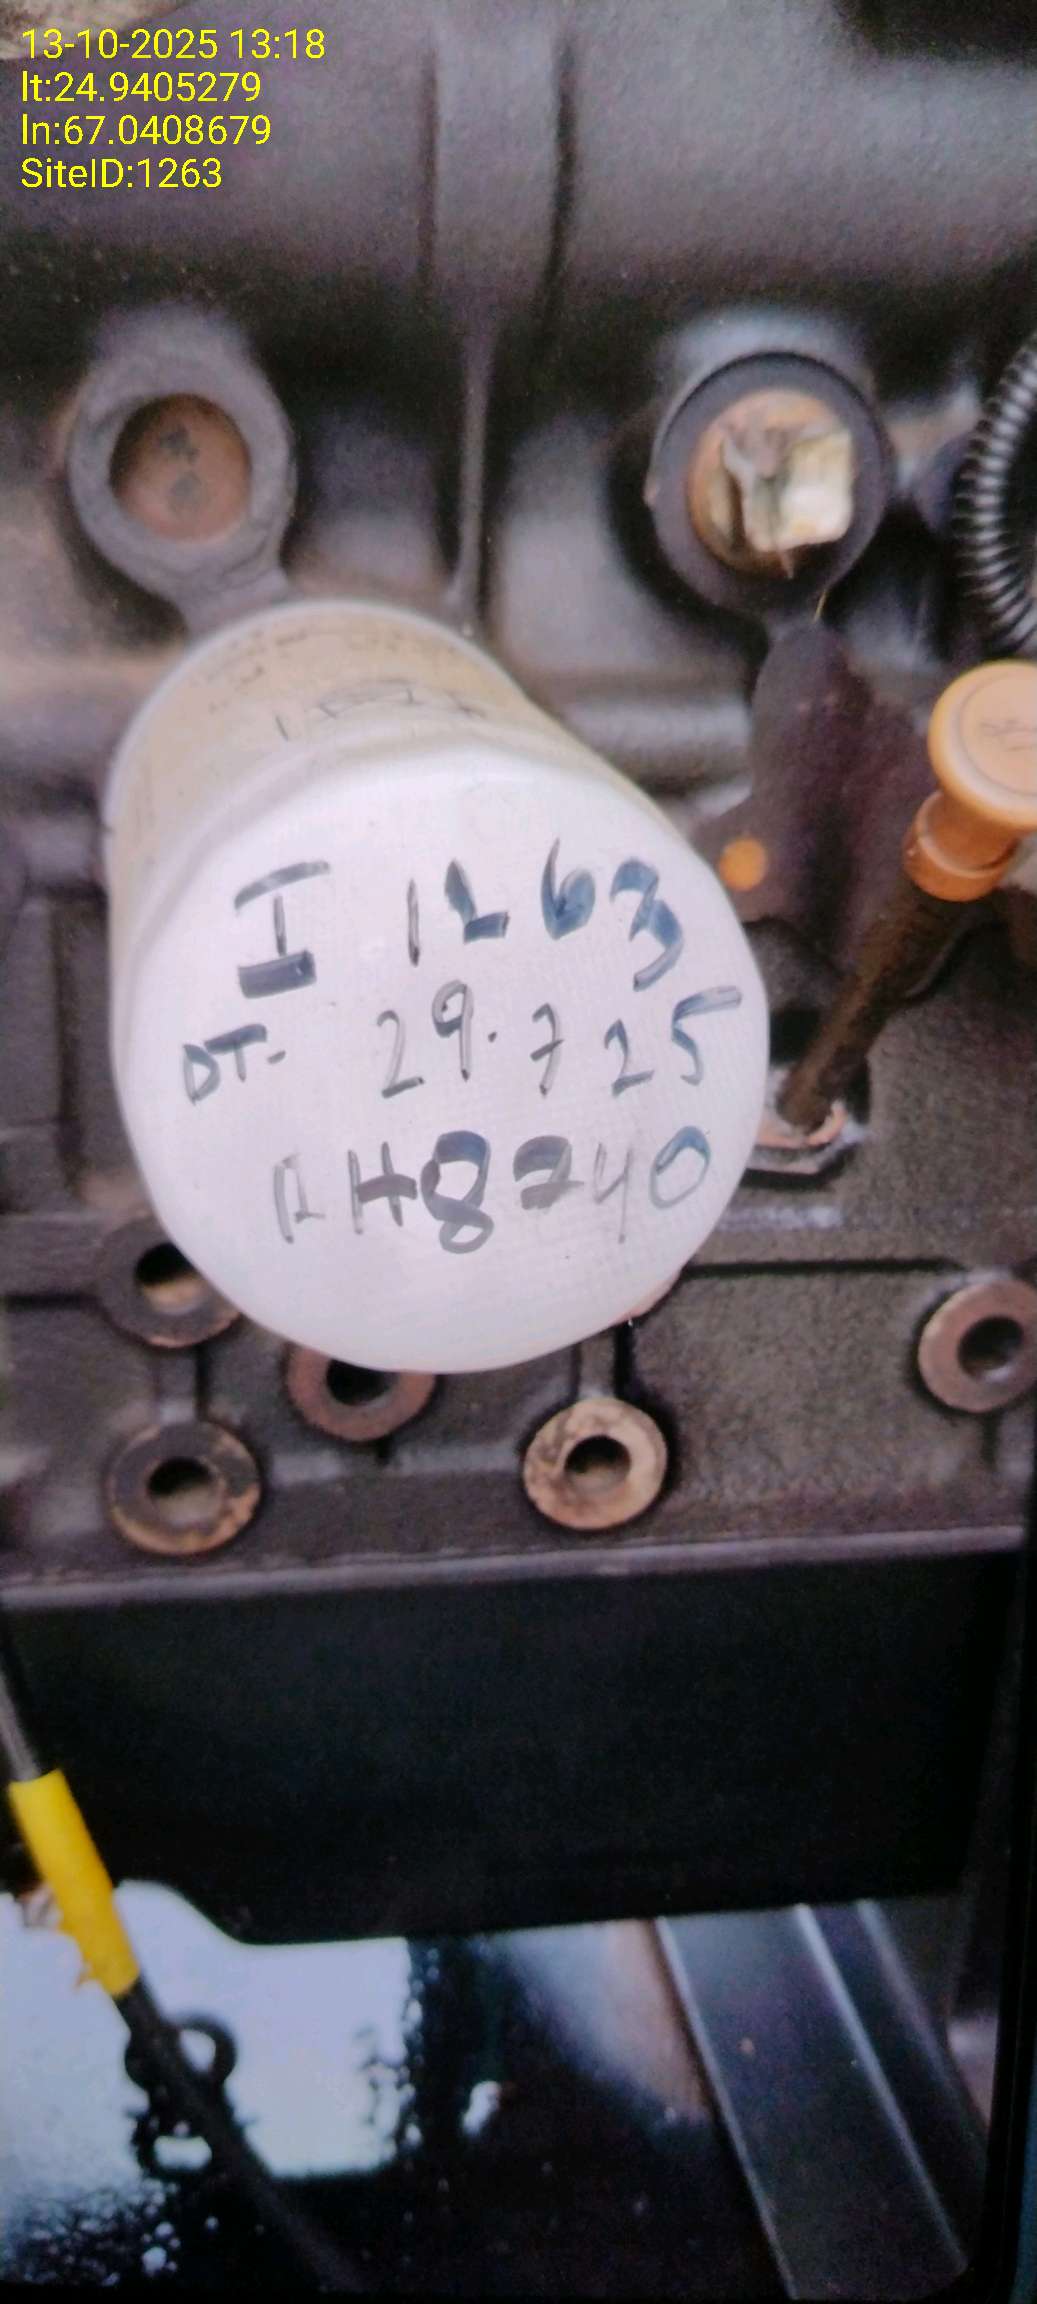 13-10-2025 13:18
lt:24.9405279
ln:67.0408679
SiteID:1263
I 1263
DT- 29.7 25
RH8240